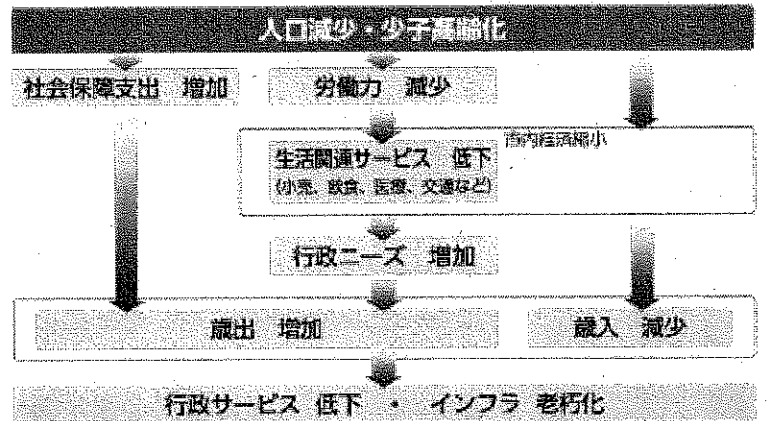 人口減少・少子高齢化
社会保障支出 増加
労働力 減少
市内経済縮小
生活関連サービス 低下
(小売、飲食、医療、交通など)
行政ニーズ 増加
歳出 増加
歳入 減少
行政サービス 低下 ・ インフラ 老朽化